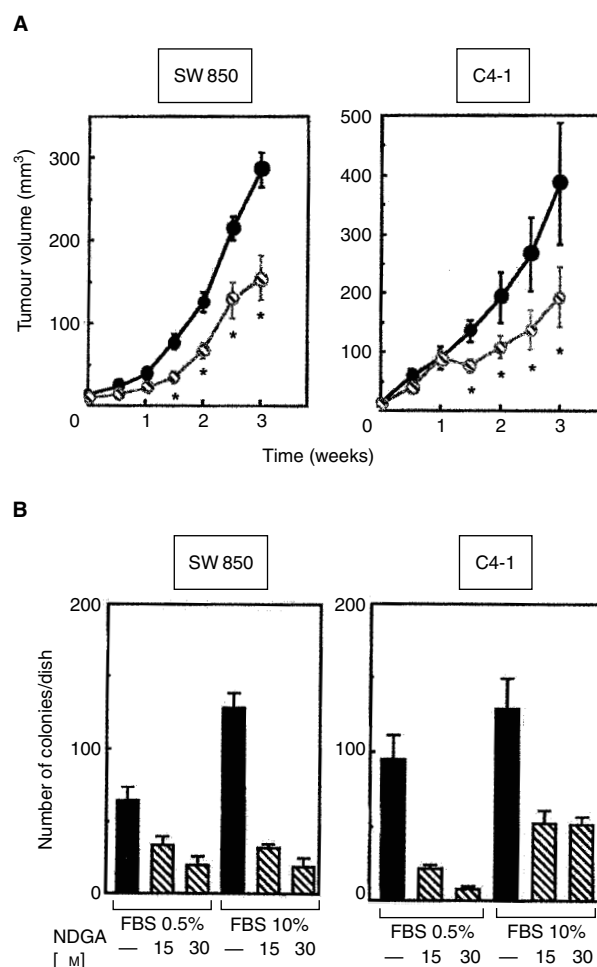 A
SW 850
C4-1
Tumour volume (mm³)
300
200
100
0
1
2
3
* * * *
500
400
300
200
100
0
1
2
3
* * * *
Time (weeks)
B
SW 850
C4-1
Number of colonies/dish
200
100
0
200
100
0
FBS 0.5% FBS 10%
FBS 0.5% FBS 10%
NDGA — 15 30 — 15 30
— 15 30 — 15 30
[ M]